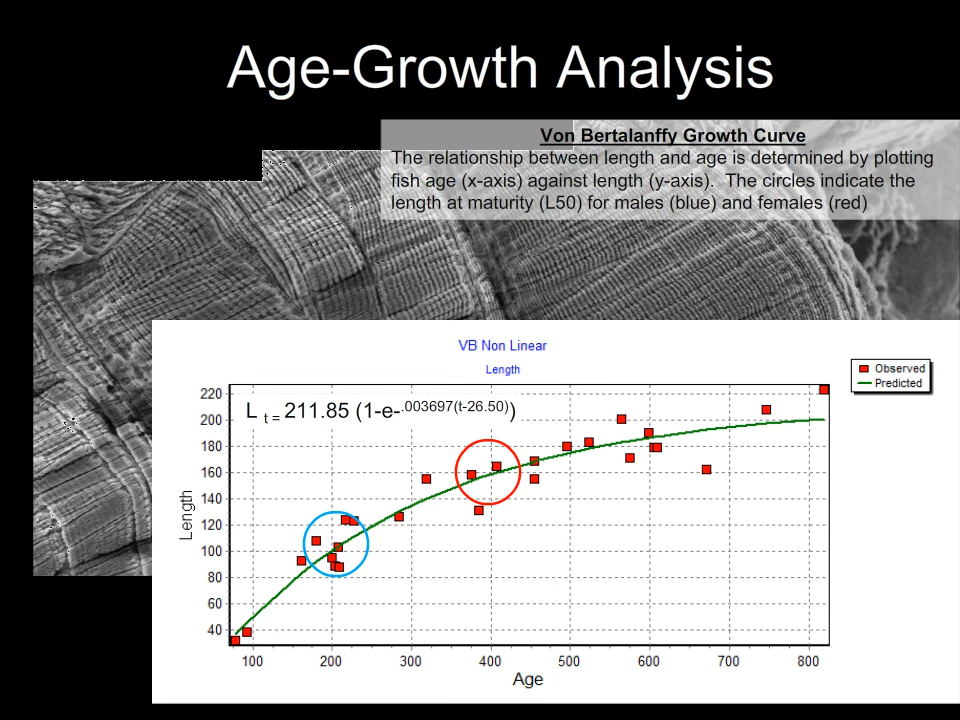 Age-Growth Analysis
Von Bertalanffy Growth Curve
The relationship between length and age is determined by plotting
fish age (x-axis) against length (y-axis).  The circles indicate the
length at maturity (L50) for males (blue) and females (red)
VB Non Linear
Length
Observed
Predicted
L t = 211.85 (1-e-.003697(t-26.50))
220
200
180
160
140
120
100
80
60
40
Length
100 200 300 400 500 600 700 800
Age